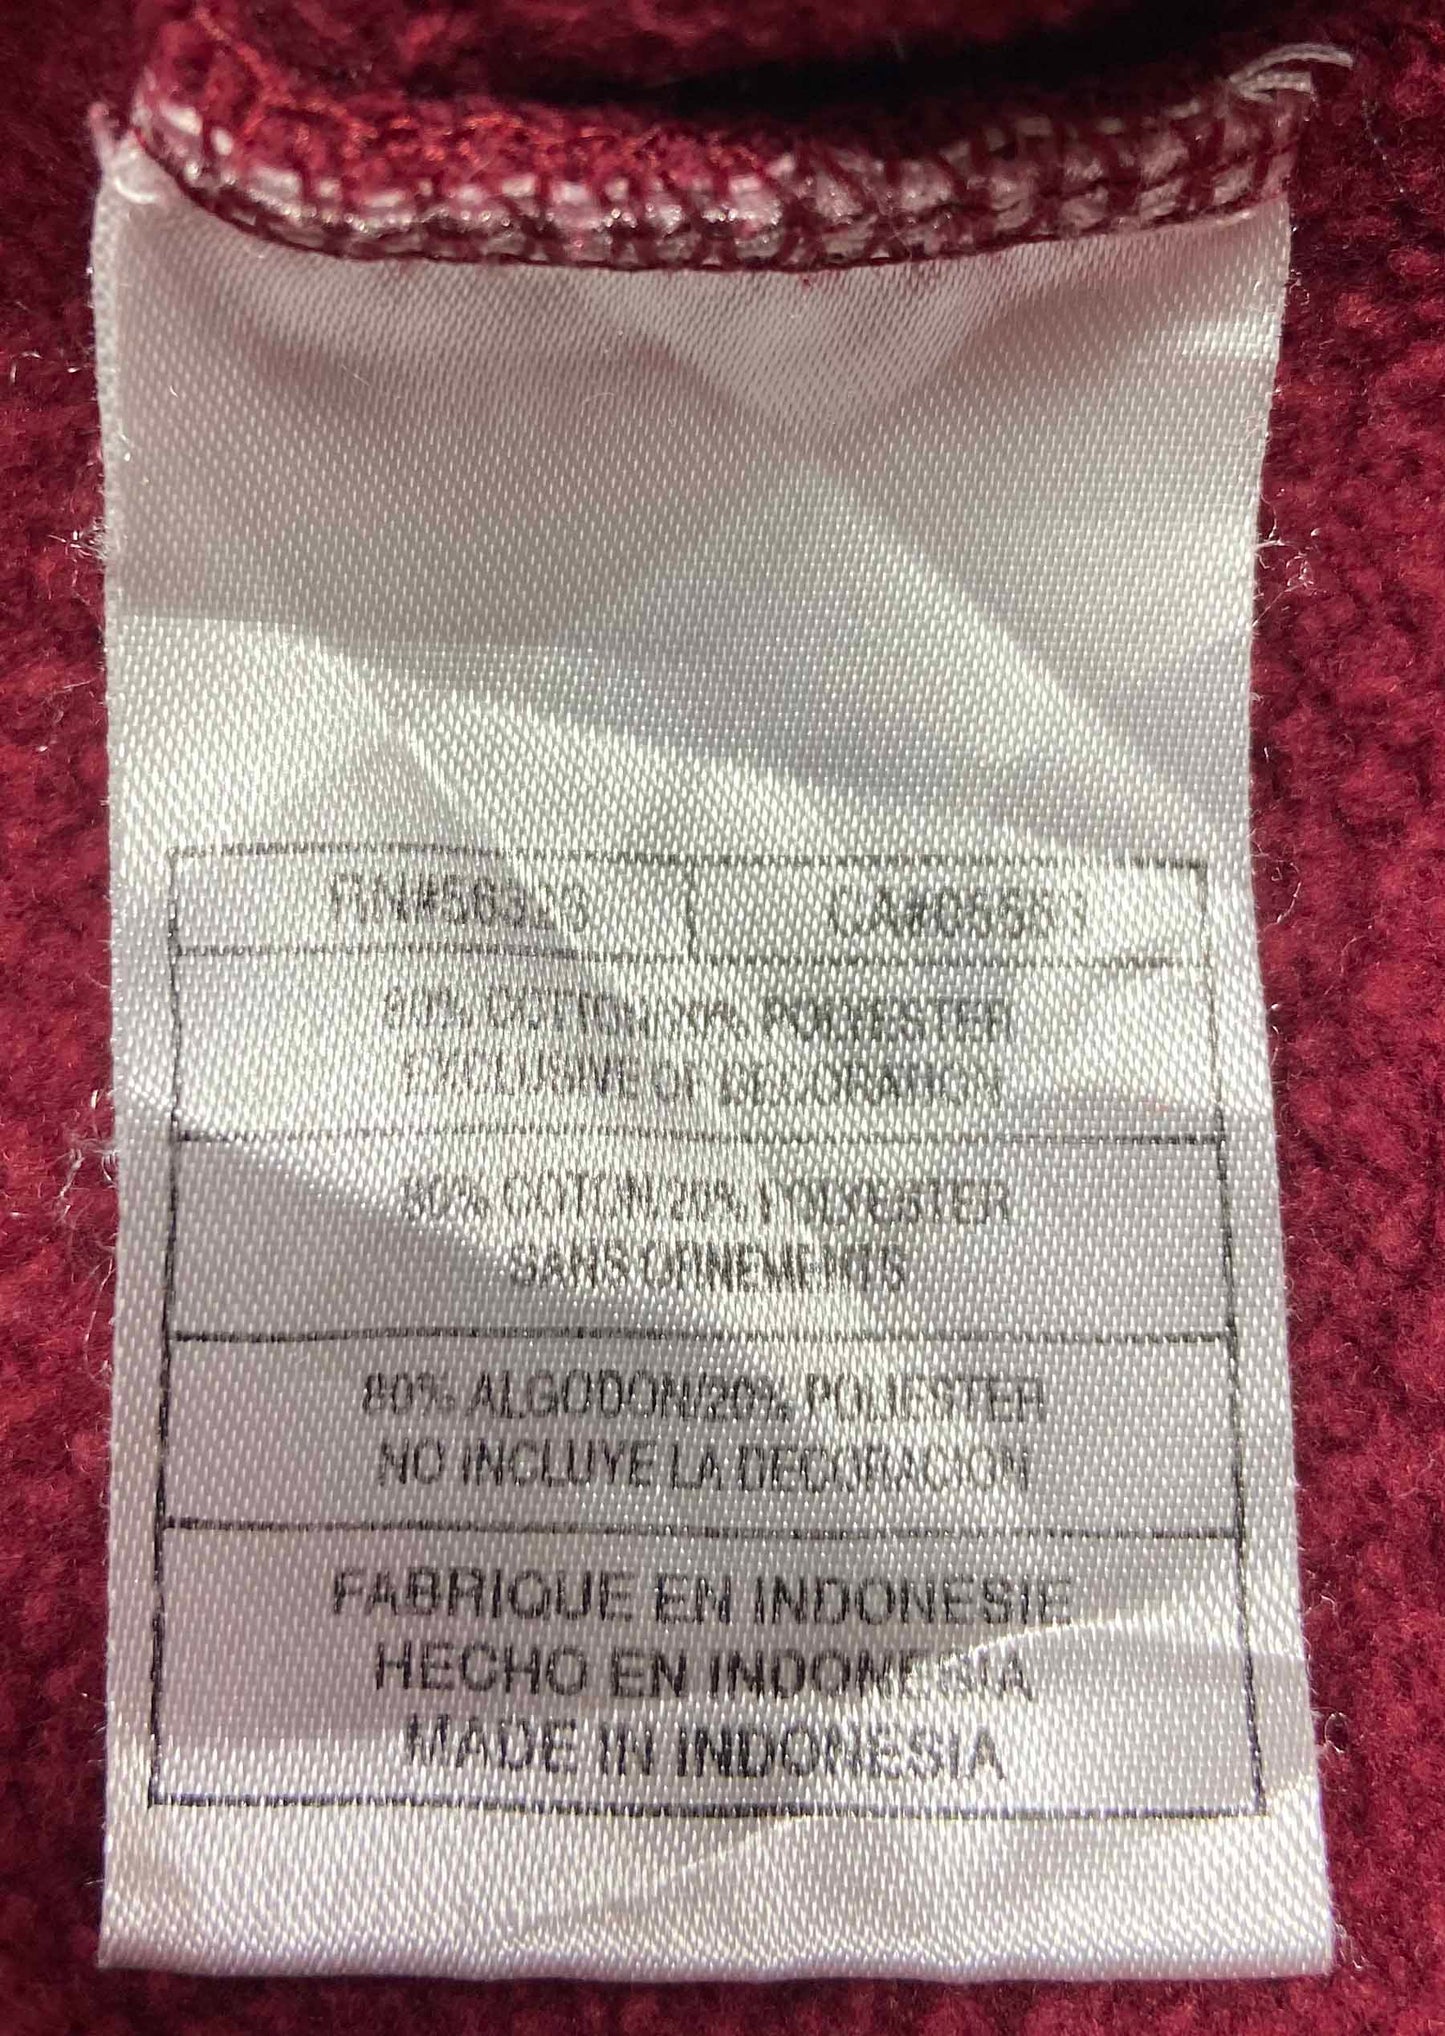 80% COTTON/20% POLYESTER
EXCLUSIVE OF DECORATION
80% COTON/20% POLYESTER
SANS ORNEMENTS
80% ALGODON/20% POLIESTER
NO INCLUYE LA DECORACION
FABRIQUE EN INDONESIE
HECHO EN INDONESIA
MADE IN INDONESIA